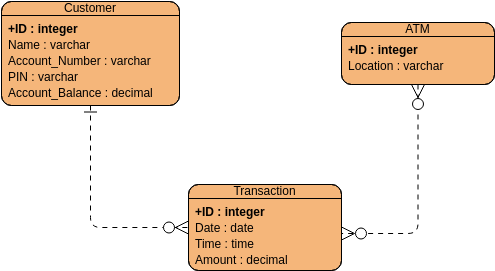 Customer
+ID : integer
Name : varchar
Account_Number : varchar
PIN : varchar
Account_Balance : decimal
ATM
+ID : integer
Location : varchar
Transaction
+ID : integer
Date : date
Time : time
Amount : decimal